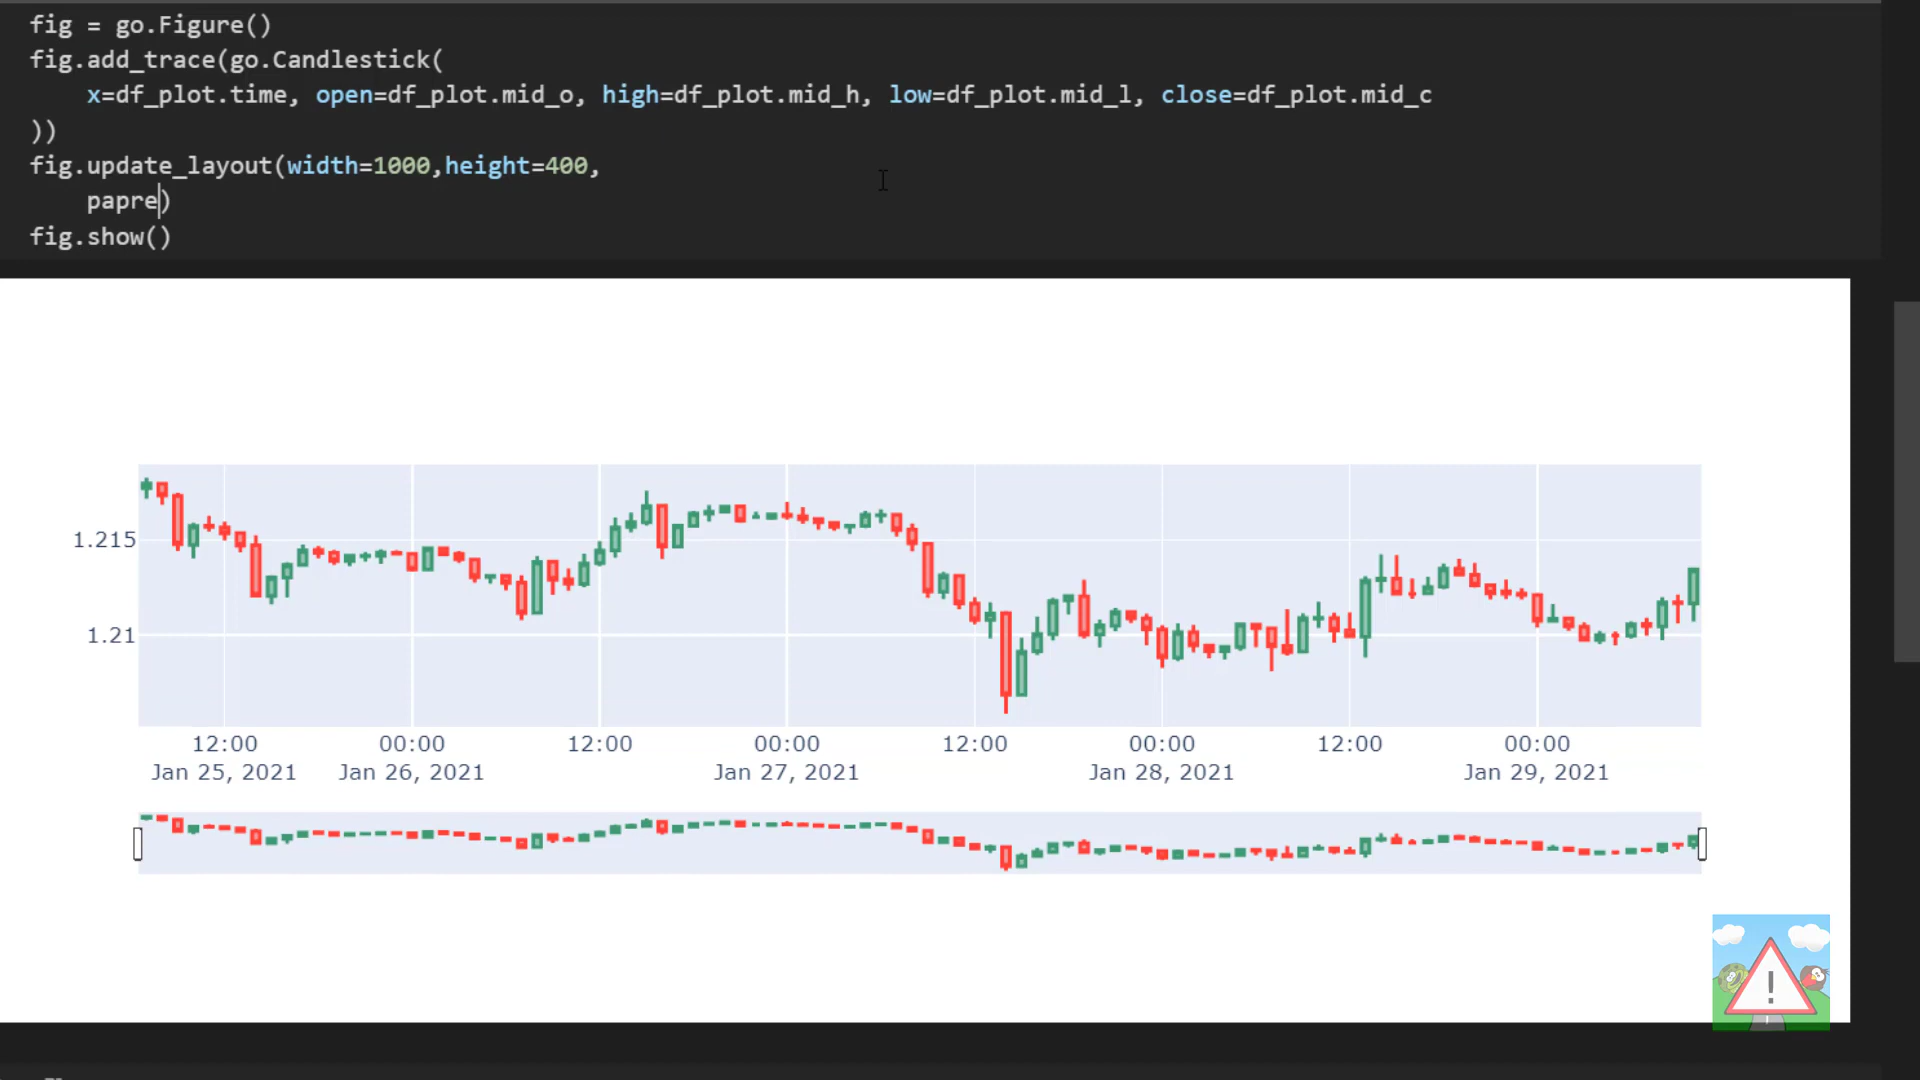 fig = go.Figure()
fig.add_trace(go.Candlestick(
x=df_plot.time, open=df_plot.mid_o, high=df_plot.mid_h, low=df_plot.mid_l, close=df_plot.mid_c
))
fig.update_layout(width=1000,height=400,
papre)
fig.show()
1.215
1.21
12:00 00:00 12:00 00:00 12:00 00:00 12:00 00:00
Jan 25, 2021 Jan 26, 2021 Jan 27, 2021 Jan 28, 2021 Jan 29, 2021
!